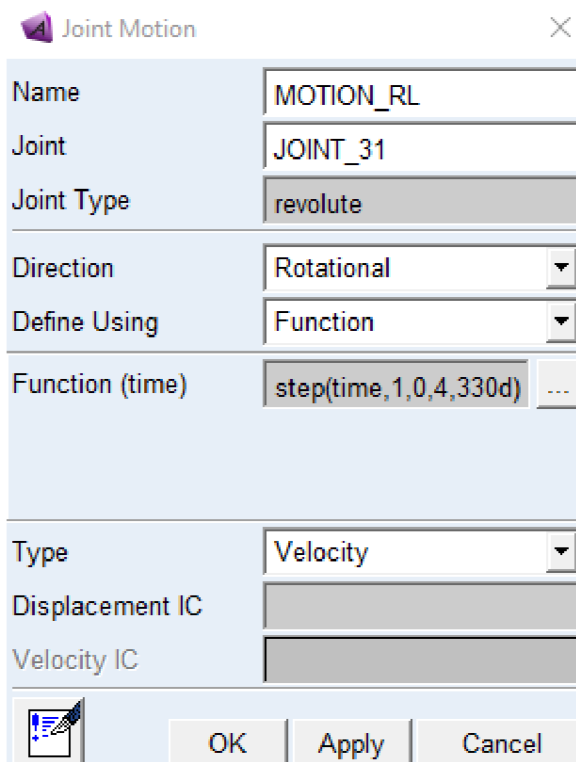 Joint Motion
Name MOTION_RL
Joint JOINT_31
Joint Type revolute
Direction Rotational
Define Using Function
Function (time) step(time,1,0,4,330d) ...
Type Velocity
Displacement IC
Velocity IC
OK Apply Cancel